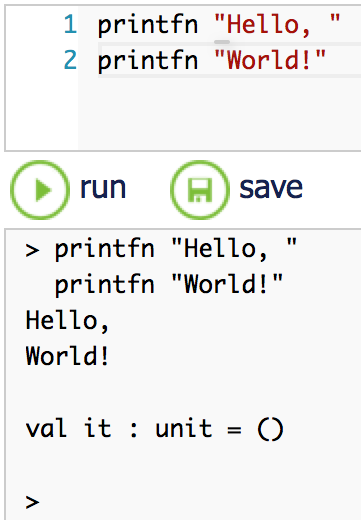 1 printfn "Hello, "
2 printfn "World!"
run save
> printfn "Hello, "
  printfn "World!"
Hello,
World!
val it : unit = ()
>